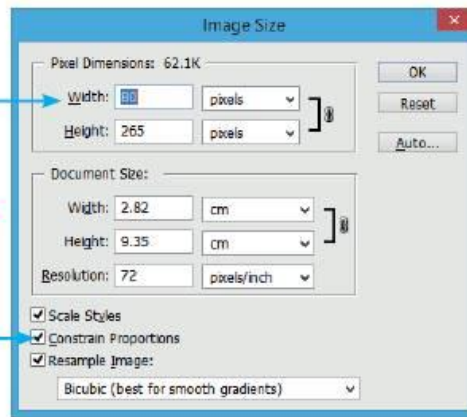 Image Size
Pixel Dimensions: 62.1K
Width: 80 pixels
Height: 265 pixels
OK
Reset
Auto...
Document Size:
Width: 2.82 cm
Height: 9.35 cm
Resolution: 72 pixels/inch
Scale Styles
Constrain Proportions
Resample Image:
Bicubic (best for smooth gradients)